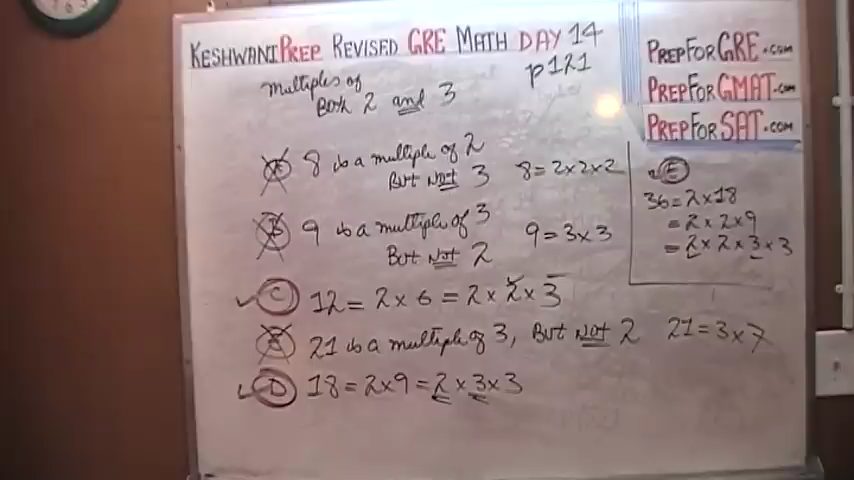 KESHWANIPREP REVISED GRE MATH DAY 14
p121
Multiples of
Both 2 and 3
8 is a multiple of 2
But Not 3
8 = 2 x 2 x 2
9 is a multiple of 3
But Not 2
9 = 3 x 3
C 12 = 2 x 6 = 2 x 2 x 3
21 is a multiple of 3, But Not 2 21 = 3 x 7
D 18 = 2 x 9 = 2 x 3 x 3
PREPFORGRE.com
PREPFORGMAT.com
PREPFORSAT.com
E
36 = 2 x 18
= 2 x 2 x 9
= 2 x 2 x 3 x 3